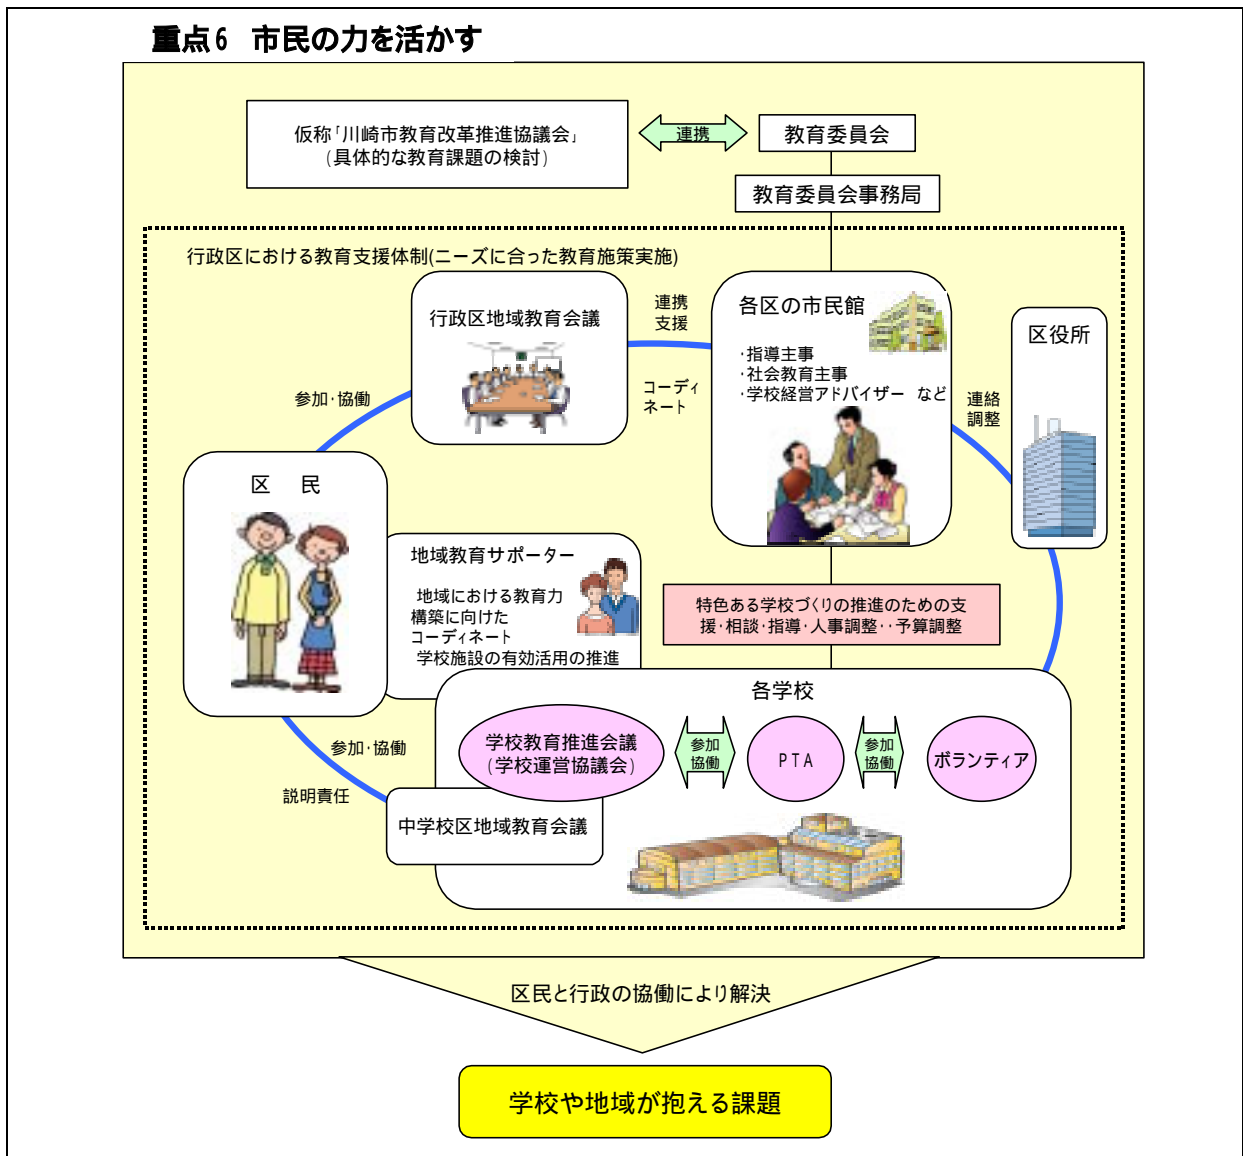 重点6 市民の力を活かす
仮称「川崎市教育改革推進協議会」
(具体的な教育課題の検討)
連携
教育委員会
教育委員会事務局
行政区における教育支援体制(ニーズに合った教育施策実施)
行政区地域教育会議
連携
支援
コーディ
ネート
各区の市民館
・指導主事
・社会教育主事
・学校経営アドバイザー など
連絡
調整
区役所
参加・協働
区 民
地域教育サポーター
地域における教育力
構築に向けた
コーディネート
学校施設の有効活用の推進
特色ある学校づくりの推進のための支
援・相談・指導・人事調整・・予算調整
各学校
学校教育推進会議
(学校運営協議会)
参加
協働
PTA
参加
協働
ボランティア
参加・協働
説明責任
中学校区地域教育会議
区民と行政の協働により解決
学校や地域が抱える課題